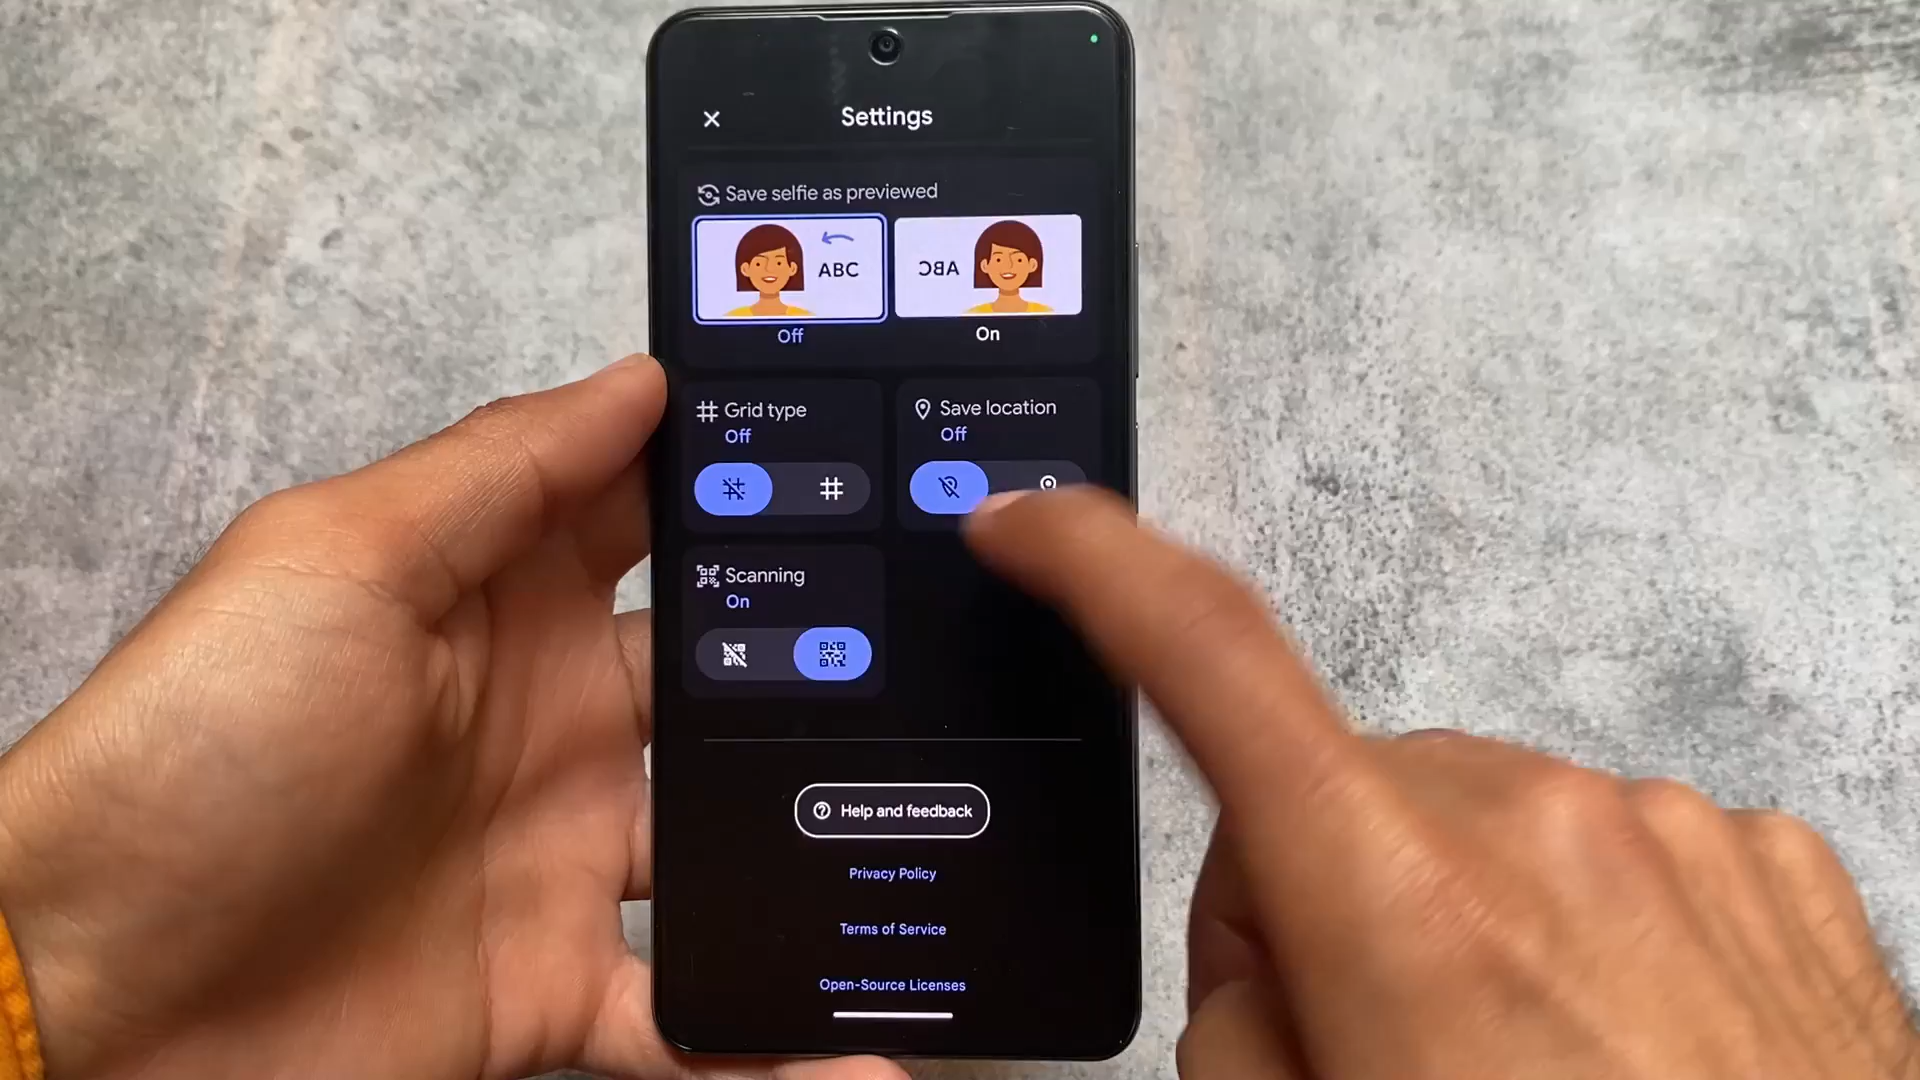 Settings
Save selfie as previewed
ABC
ABC
Off
On
Grid type
Off
Save location
Off
Scanning
On
Help and feedback
Privacy Policy
Terms of Service
Open-Source Licenses